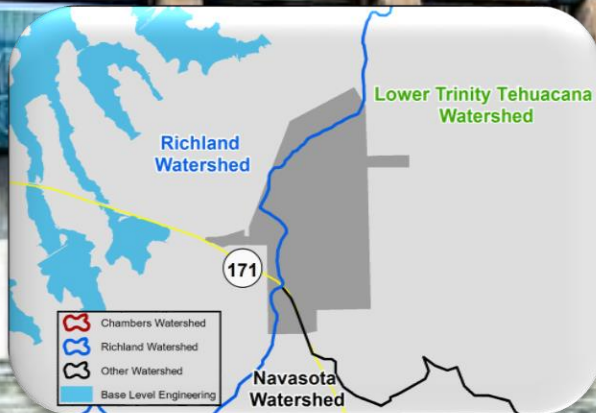 Lower Trinity Tehuacana
Watershed
Richland
Watershed
171
Chambers Watershed
Richland Watershed
Other Watershed
Base Level Engineering
Navasota
Watershed